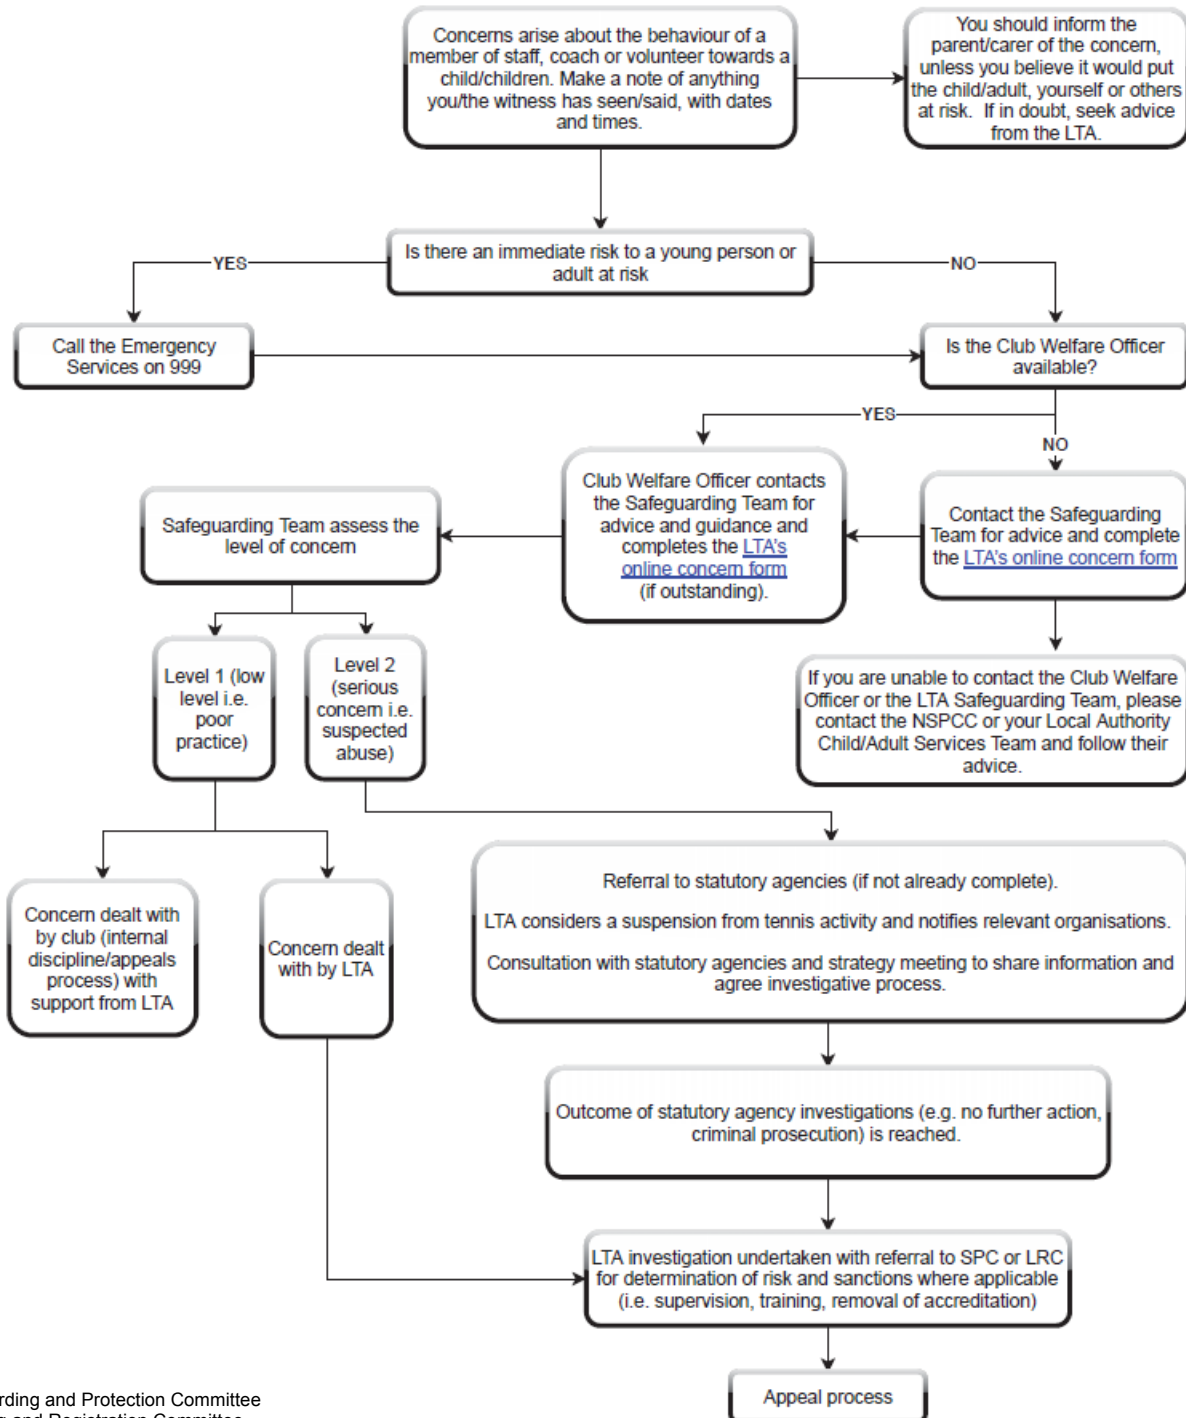 Concerns arise about the behaviour of a
member of staff, coach or volunteer towards a
child/children. Make a note of anything
you/the witness has seen/said, with dates
and times.
You should inform the
parent/carer of the concern,
unless you believe it would put
the child/adult, yourself or others
at risk. If in doubt, seek advice
from the LTA.
Is there an immediate risk to a young person or
adult at risk
YES
NO
Call the Emergency
Services on 999
Is the Club Welfare Officer
available?
YES
NO
Club Welfare Officer contacts
the Safeguarding Team for
advice and guidance and
completes the LTA's
online concern form
(if outstanding).
Contact the Safeguarding
Team for advice and complete
the LTA's online concern form
Safeguarding Team assess the
level of concern
If you are unable to contact the Club Welfare
Officer or the LTA Safeguarding Team, please
contact the NSPCC or your Local Authority
Child/Adult Services Team and follow their
advice.
Level 1 (low
level i.e.
poor
practice)
Level 2
(serious
concern i.e.
suspected
abuse)
Concern dealt with
by club (internal
discipline/appeals
process) with
support from LTA
Concern dealt
with by LTA
Referral to statutory agencies (if not already complete).
LTA considers a suspension from tennis activity and notifies relevant organisations.
Consultation with statutory agencies and strategy meeting to share information and
agree investigative process.
Outcome of statutory agency investigations (e.g. no further action,
criminal prosecution) is reached.
LTA investigation undertaken with referral to SPC or LRC
for determination of risk and sanctions where applicable
(i.e. supervision, training, removal of accreditation)
Appeal process
and Protection Committee
and Registration Committee